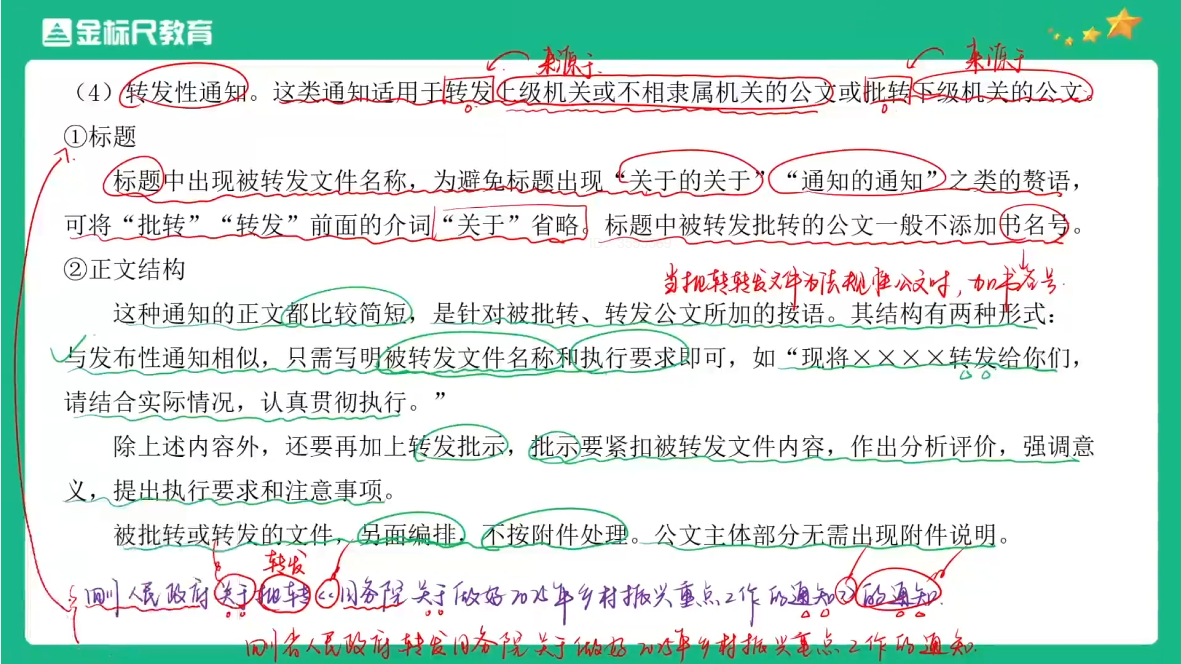 金标尺教育
来源于 来源于
（4）转发性通知。这类通知适用于转发上级机关或不相隶属机关的公文或批转下级机关的公文。
①标题
标题中出现被转发文件名称，为避免标题出现“关于的关于”“通知的通知”之类的赘语，
可将“批转”“转发”前面的介词“关于”省略。标题中被转发批转的公文一般不添加书名号。
②正文结构
当批转转发文件为法规性公文时，加书名号.
这种通知的正文都比较简短，是针对被批转、转发公文所加的按语。其结构有两种形式：
与发布性通知相似，只需写明被转发文件名称和执行要求即可，如“现将××××转发给你们，
请结合实际情况，认真贯彻执行。”
除上述内容外，还要再加上转发批示，批示要紧扣被转发文件内容，作出分析评价，强调意
义，提出执行要求和注意事项。
被批转或转发的文件，另面编排，不按附件处理。公文主体部分无需出现附件说明。
转发
四川人民政府关于批转《国务院关于做好2025年乡村振兴重点工作的通知》的通知.
四川省人民政府转发国务院关于做好2025年乡村振兴重点工作的通知.